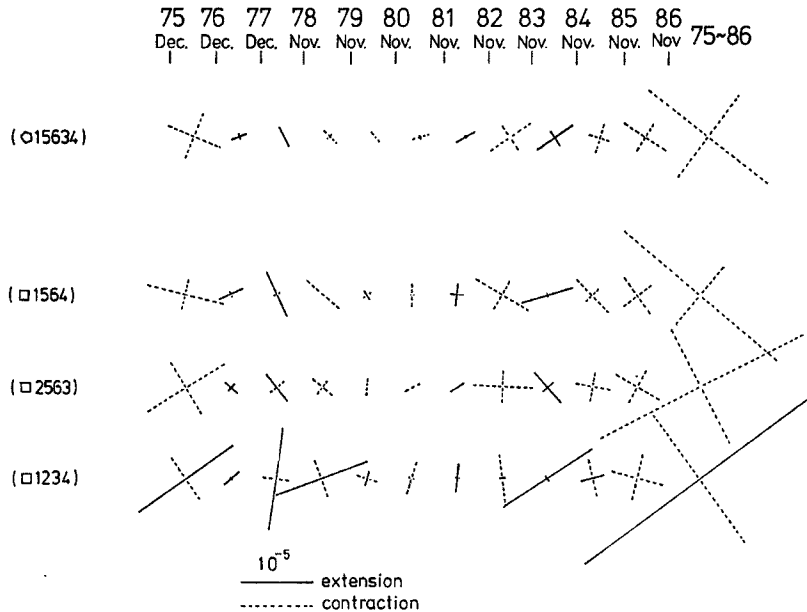 75 76 77 78 79 80 81 82 83 84 85 86 75~86
Dec. Dec. Dec. Nov. Nov. Nov. Nov. Nov. Nov. Nov. Nov. Nov
(⬠15634)
(□1564)
(□2563)
(□1234)
10⁻⁵
extension
contraction